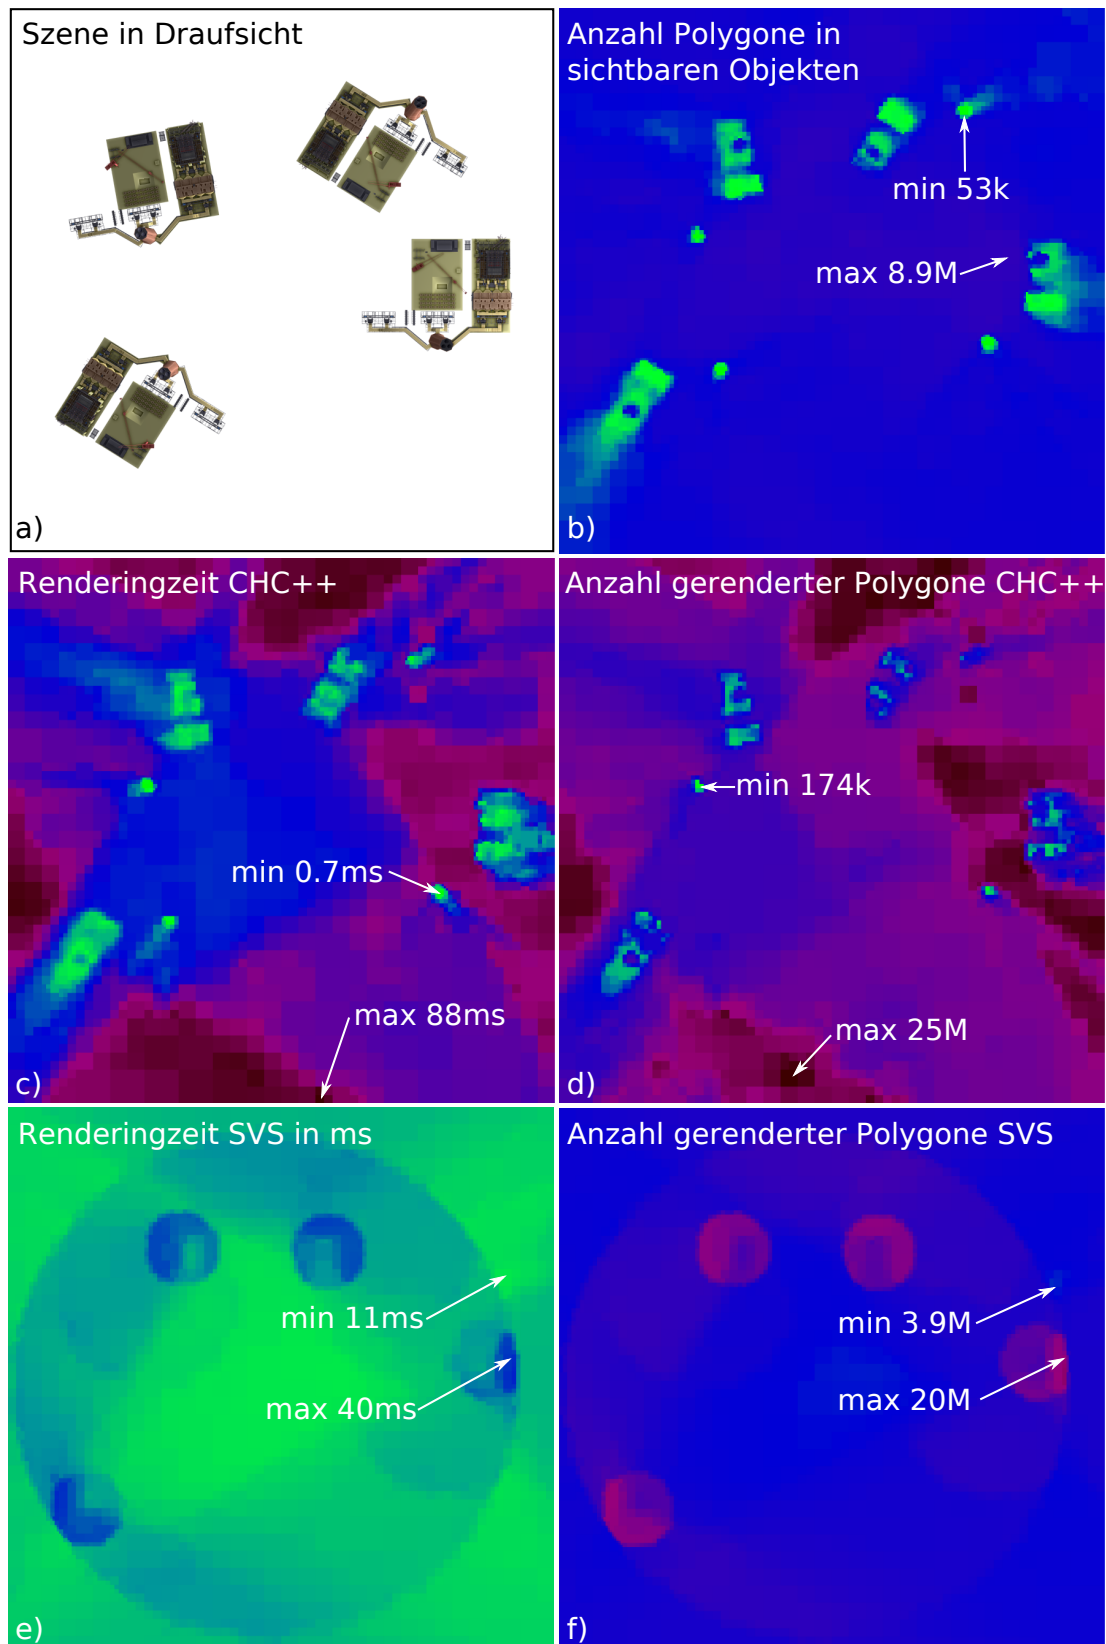 Szene in Draufsicht
a)
Anzahl Polygone in
sichtbaren Objekten
min 53k
max 8.9M
b)
Renderingzeit CHC++
min 0.7ms
max 88ms
c)
Anzahl gerenderter Polygone CHC++
min 174k
max 25M
d)
Renderingzeit SVS in ms
min 11ms
max 40ms
e)
Anzahl gerenderter Polygone SVS
min 3.9M
max 20M
f)